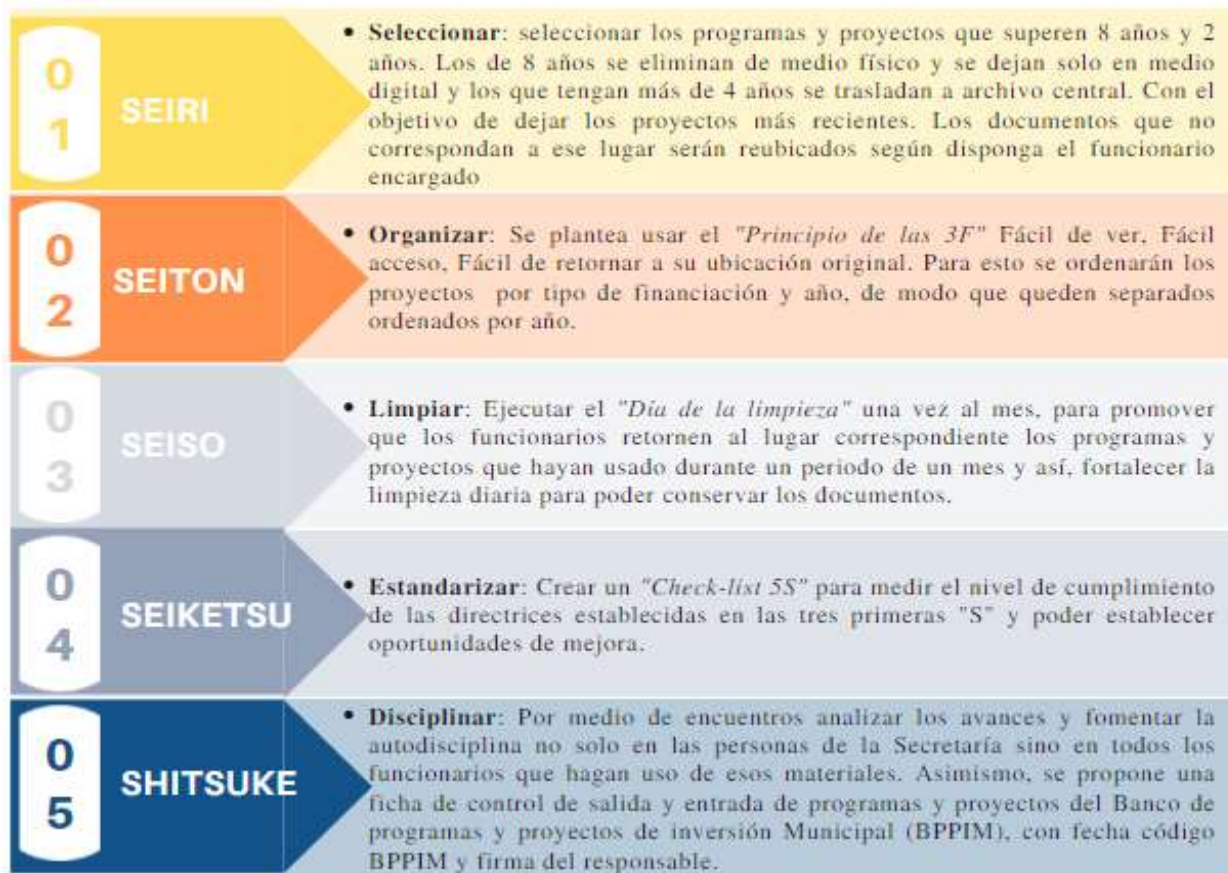 01
SEIRI
• Seleccionar: seleccionar los programas y proyectos que superen 8 años y 2
años. Los de 8 años se eliminan de medio físico y se dejan solo en medio
digital y los que tengan más de 4 años se trasladan a archivo central. Con el
objetivo de dejar los proyectos más recientes. Los documentos que no
correspondan a ese lugar serán reubicados según disponga el funcionario
encargado
02
SEITON
• Organizar: Se plantea usar el "Principio de las 3F" Fácil de ver, Fácil
acceso, Fácil de retornar a su ubicación original. Para esto se ordenarán los
proyectos por tipo de financiación y año, de modo que queden separados
ordenados por año.
03
SEISO
• Limpiar: Ejecutar el "Día de la limpieza" una vez al mes, para promover
que los funcionarios retornen al lugar correspondiente los programas y
proyectos que hayan usado durante un periodo de un mes y así, fortalecer la
limpieza diaria para poder conservar los documentos.
04
SEIKETSU
• Estandarizar: Crear un "Check-list 5S" para medir el nivel de cumplimiento
de las directrices establecidas en las tres primeras "S" y poder establecer
oportunidades de mejora.
05
SHITSUKE
• Disciplinar: Por medio de encuentros analizar los avances y fomentar la
autodisciplina no solo en las personas de la Secretaría sino en todos los
funcionarios que hagan uso de esos materiales. Asimismo, se propone una
ficha de control de salida y entrada de programas y proyectos del Banco de
programas y proyectos de inversión Municipal (BPPIM), con fecha código
BPPIM y firma del responsable.